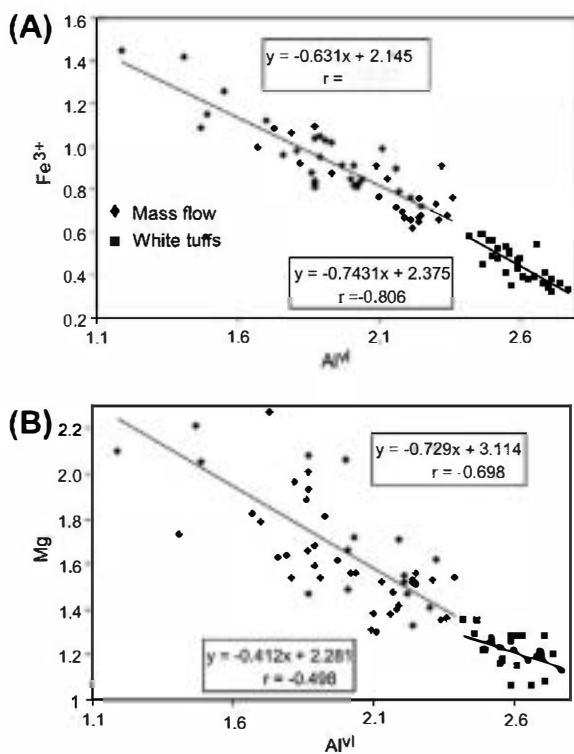 (A)
1.6
1.4
1.2
1.0
0.8
0.6
0.4
0.2
Fe3+
y = -0.631x + 2.145
r =
Mass flow
White tuffs
y = -0.7431x + 2.375
r =-0.806
1.1 1.6 2.1 2.6
Alvl
(B)
2.2
2.0
1.8
1.6
1.4
1.2
1.0
Mg
y = -0.729x + 3.114
r = -0.698
y = -0.412x + 2.281
r = -0.498
1.1 1.6 2.1 2.6
Alvl